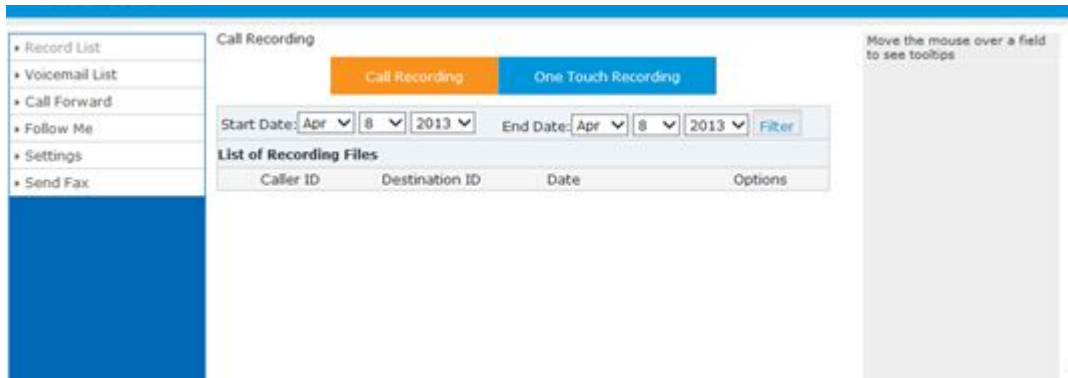 Record List
Voicemail List
Call Forward
Follow Me
Settings
Send Fax
Call Recording
Call Recording One Touch Recording
Start Date: Apr 8 2013 End Date: Apr 8 2013 Filter
List of Recording Files
Caller ID Destination ID Date Options
Move the mouse over a field
to see tooltips